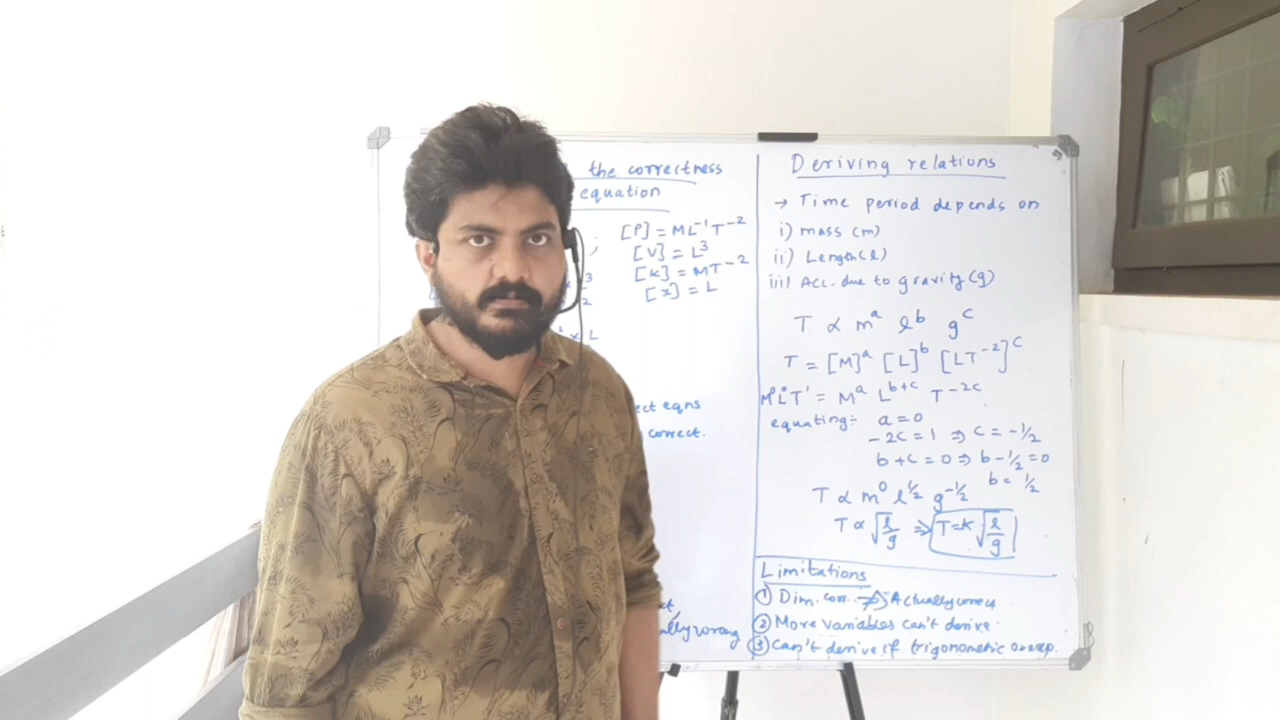 the correctness
equation
; [P] = ML⁻¹T⁻²
[V] = L³
[K] = MT⁻²
[x] = L
² × L
ect eqns
correct.
ally wrong
Deriving relations
→ Time period depends on
i) mass (m)
ii) Length (l)
iii) Acc. due to gravity (g)
T ∝ mᵃ lᵇ gᶜ
T = [M]ᵃ [L]ᵇ [LT⁻²]ᶜ
M⁰L⁰T¹ = Mᵃ Lᵇ⁺ᶜ T⁻²ᶜ
equating:- a = 0
-2c = 1 ⇒ c = -1/2
b + c = 0 ⇒ b - 1/2 = 0
b = 1/2
T ∝ m⁰ l^1/2 g^-1/2
T ∝ √l/g ⇒ T = K √l/g
Limitations
① Dim. corr. ≠> Actually correct
② More variables can't derive.
③ Can't derive if trigonometric or exp.